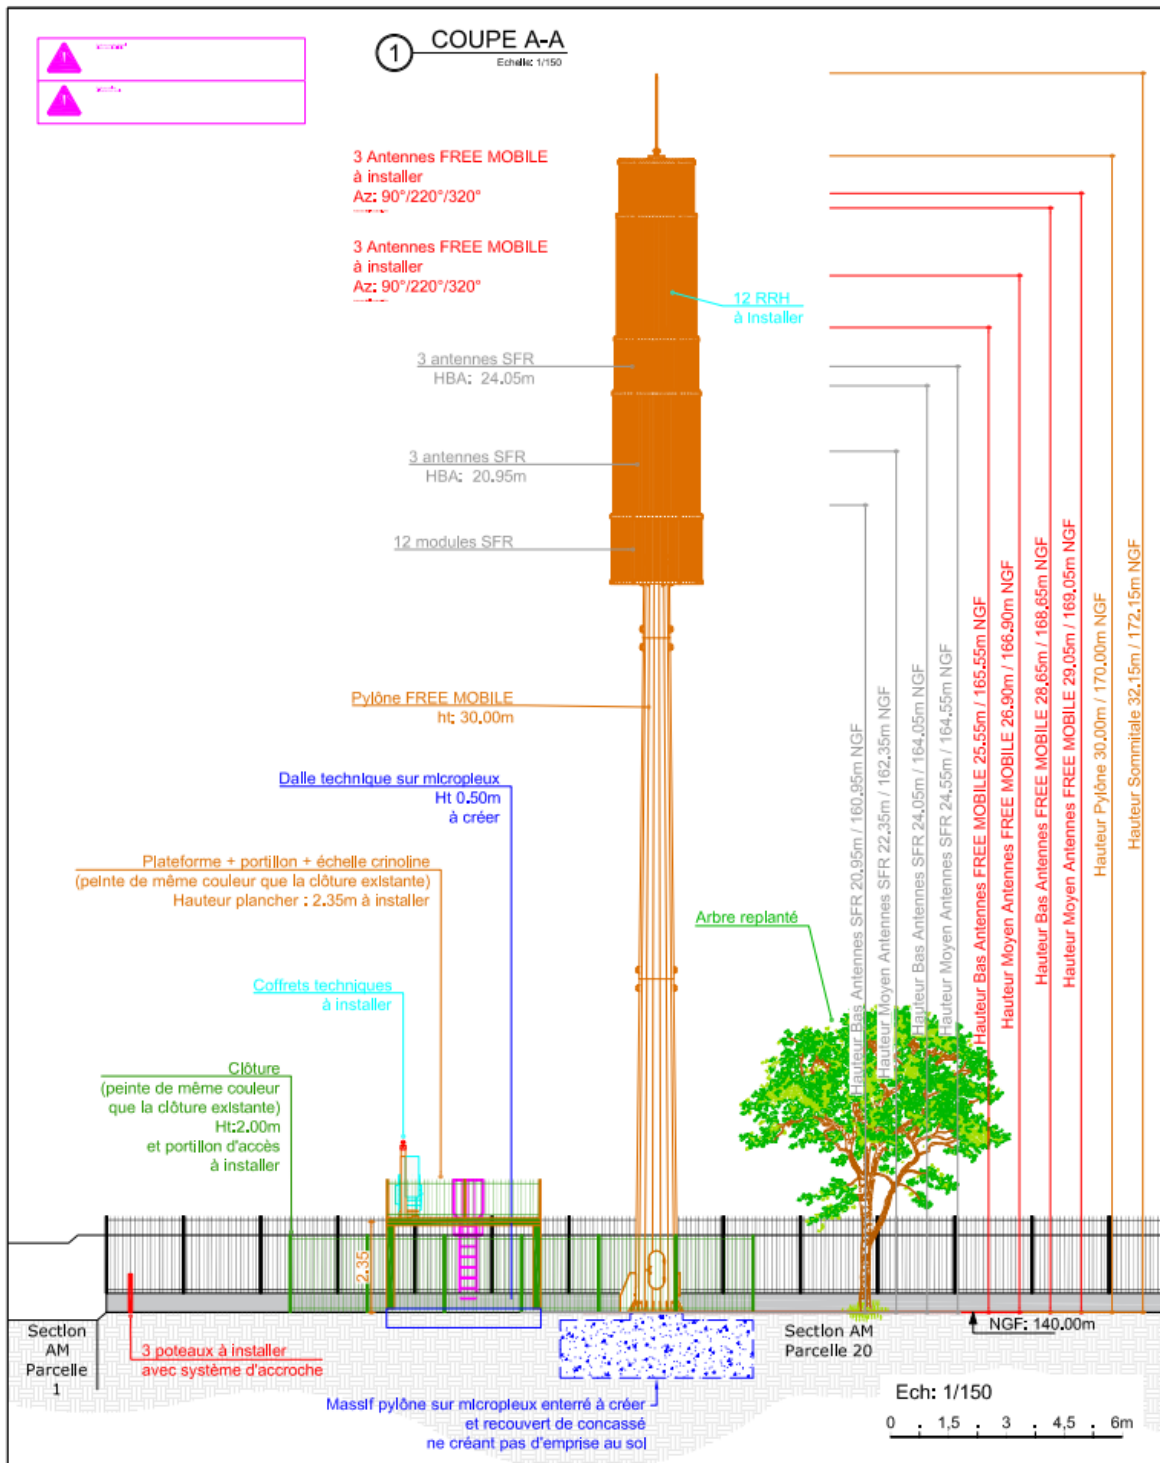 1
COUPE A-A
Echelle: 1/150
3 Antennes FREE MOBILE
à installer
Az: 90°/220°/320°
3 Antennes FREE MOBILE
à installer
Az: 90°/220°/320°
12 RRH
à Installer
3 antennes SFR
HBA: 24.05m
3 antennes SFR
HBA: 20.95m
12 modules SFR
Pylône FREE MOBILE
ht: 30.00m
Dalle technique sur micropieux
Ht 0.50m
à créer
Plateforme + portillon + échelle crinoline
(peinte de même couleur que la clôture existante)
Hauteur plancher : 2.35m à installer
Arbre replanté
Coffrets techniques
à installer
Clôture
(peinte de même couleur
que la clôture existante)
Ht:2.00m
et portillon d'accès
à installer
2.35
Hauteur Bas Antennes SFR 20.95m / 160.95m NGF
Hauteur Moyen Antennes SFR 22.35m / 162.35m NGF
Hauteur Bas Antennes SFR 24.05m / 164.05m NGF
Hauteur Moyen Antennes SFR 24.55m / 164.55m NGF
Hauteur Bas Antennes FREE MOBILE 25.55m / 165.55m NGF
Hauteur Moyen Antennes FREE MOBILE 26.90m / 166.90m NGF
Hauteur Bas Antennes FREE MOBILE 28.65m / 168.65m NGF
Hauteur Moyen Antennes FREE MOBILE 29.05m / 169.05m NGF
Hauteur Pylône 30.00m / 170.00m NGF
Hauteur Sommitale 32.15m / 172.15m NGF
NGF: 140.00m
Section
AM
Parcelle
1
3 poteaux à installer
avec système d'accroche
Section AM
Parcelle 20
Massif pylône sur micropieux enterré à créer
et recouvert de concassé
ne créant pas d'emprise au sol
Ech: 1/150
0 1,5 3 4,5 6m